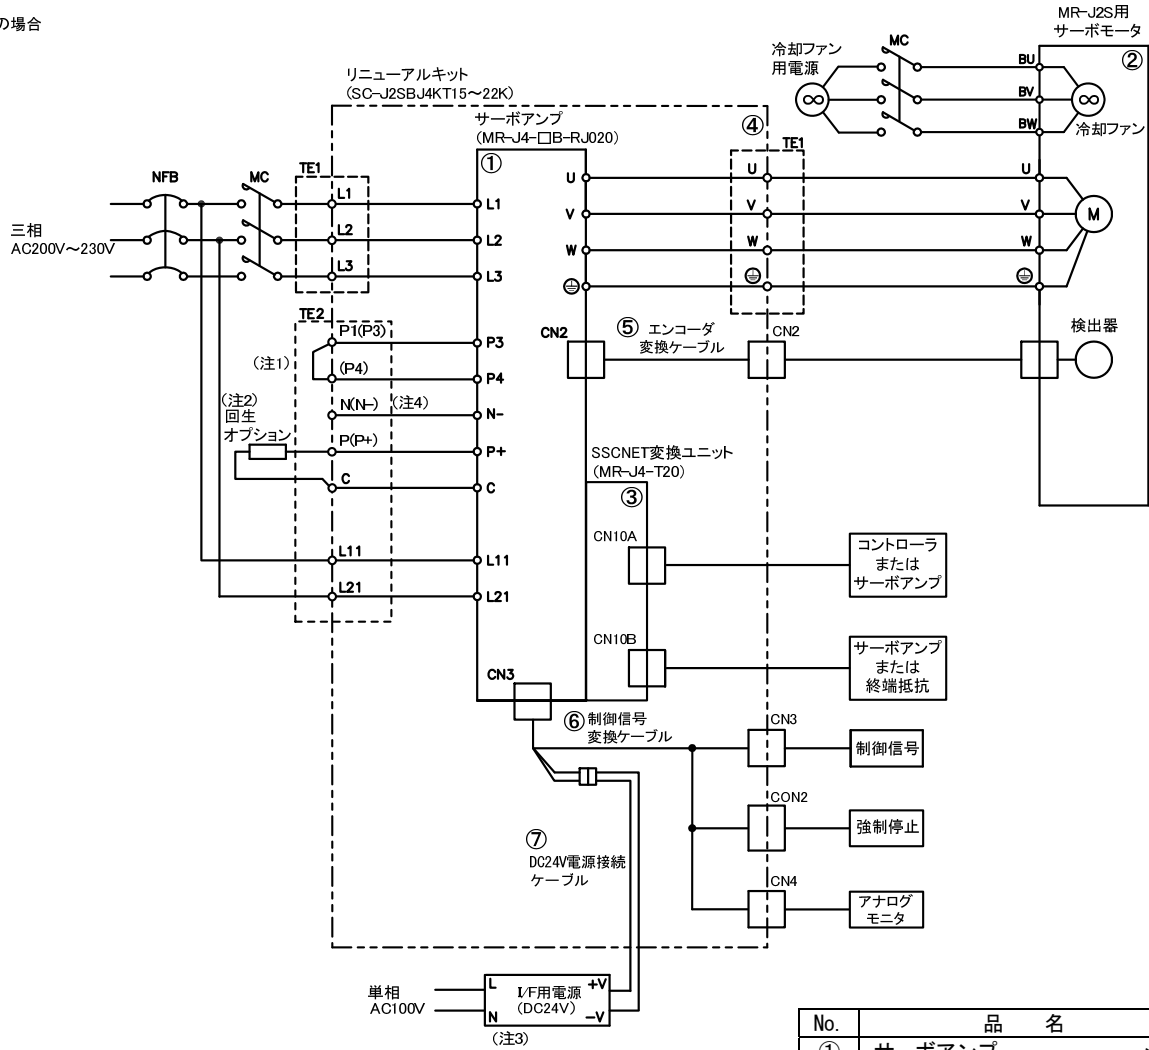 の場合
MR-J2S用
サーボモータ
②
冷却ファン
用電源
MC
BU
BV
BW
冷却ファン
リニューアルキット
(SC-J2SBJ4KT15～22K)
サーボアンプ
(MR-J4-□B-RJ020)
①
④
TE1
NFB
MC
TE1
三相
AC200V～230V
L1
L2
L3
L1
L2
L3
U
V
W
U
V
W
U
V
W
M
TE2
P1(P3)
(注1)
(P4)
N(N-)
(注4)
(注2)
回生
オプション
P(P+)
C
L11
L21
P3
P4
N-
P+
C
L11
L21
CN2
⑤ エンコーダ
変換ケーブル
CN2
検出器
SSCNET変換ユニット
(MR-J4-T20)
③
CN10A
コントローラ
または
サーボアンプ
CN10B
サーボアンプ
または
終端抵抗
CN3
⑥ 制御信号
変換ケーブル
CN3
制御信号
CON2
強制停止
CN4
アナログ
モニタ
⑦
DC24V電源接続
ケーブル
単相
AC100V
L
N
I/F用電源
(DC24V)
+V
-V
(注3)
No.
品 名
①
サーボアンプ